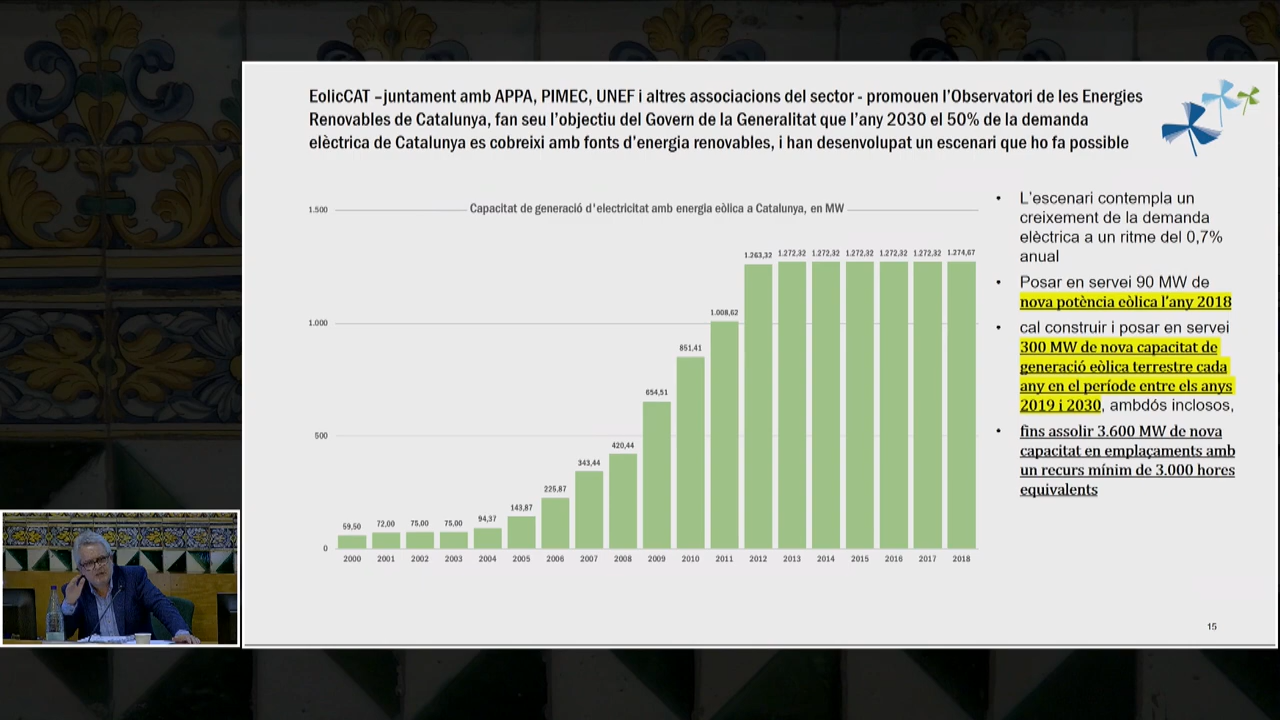 EolicCAT –juntament amb APPA, PIMEC, UNEF i altres associacions del sector - promouen l'Observatori de les Energies
Renovables de Catalunya, fan seu l'objectiu del Govern de la Generalitat que l'any 2030 el 50% de la demanda
elèctrica de Catalunya es cobreixi amb fonts d'energia renovables, i han desenvolupat un escenari que ho fa possible
Capacitat de generació d'electricitat amb energia eòlica a Catalunya, en MW
1.500
1.000
500
0
59,50
72,00
75,00
75,00
94,37
143,87
225,87
343,44
420,44
654,51
851,41
1.008,62
1.263,32
1.272,32
1.272,32
1.272,32
1.272,32
1.272,32
1.274,67
2000
2001
2002
2003
2004
2005
2006
2007
2008
2009
2010
2011
2012
2013
2014
2015
2016
2017
2018
• L'escenari contempla un
creixement de la demanda
elèctrica a un ritme del 0,7%
anual
• Posar en servei 90 MW de
nova potència eòlica l'any 2018
• cal construir i posar en servei
300 MW de nova capacitat de
generació eòlica terrestre cada
any en el període entre els anys
2019 i 2030, ambdós inclosos,
• fins assolir 3.600 MW de nova
capacitat en emplaçaments amb
un recurs mínim de 3.000 hores
equivalents
15